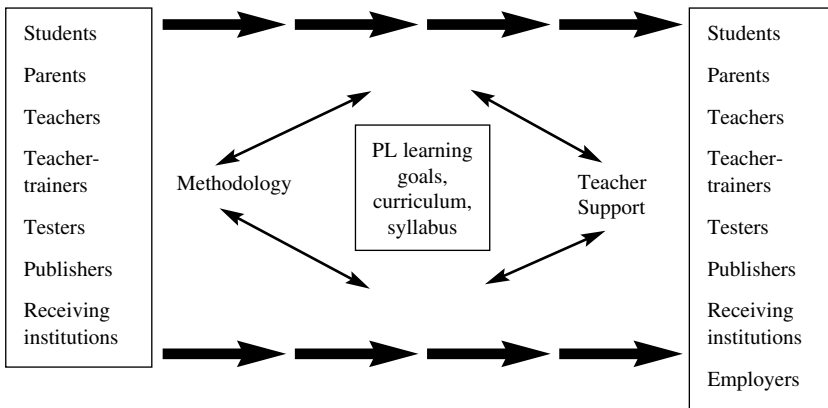 Students
Parents
Teachers
Teacher-
trainers
Testers
Publishers
Receiving
institutions
Methodology
PL learning
goals,
curriculum,
syllabus
Teacher
Support
Students
Parents
Teachers
Teacher-
trainers
Testers
Publishers
Receiving
institutions
Employers